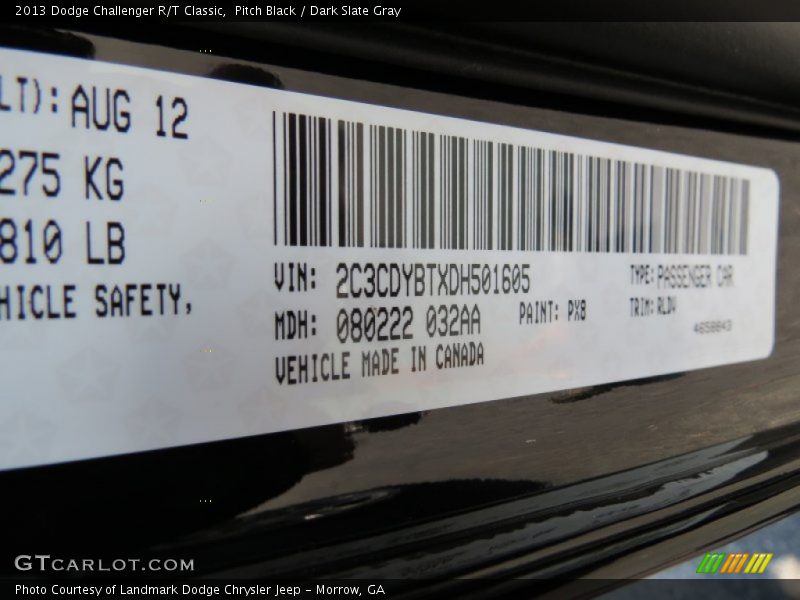 2013 Dodge Challenger R/T Classic,  Pitch Black / Dark Slate Gray
LT): AUG 12
275 KG
810 LB
HICLE SAFETY,
VIN: 2C3CDYBTXDH501605
TYPE: PASSENGER CAR
MDH: 080222 032AA
PAINT: PX8
TRIM: RLDV
4658843
VEHICLE MADE IN CANADA
GTCARLOT.COM
Photo Courtesy of Landmark Dodge Chrysler Jeep - Morrow, GA